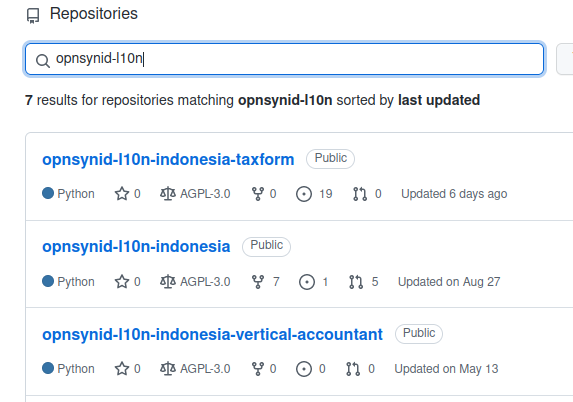 Repositories
opnsynid-l10n
7 results for repositories matching opnsynid-l10n sorted by last updated
opnsynid-l10n-indonesia-taxform Public
Python 0 AGPL-3.0 0 19 0 Updated 6 days ago
opnsynid-l10n-indonesia Public
Python 0 AGPL-3.0 7 1 5 Updated on Aug 27
opnsynid-l10n-indonesia-vertical-accountant Public
Python 0 AGPL-3.0 0 0 0 Updated on May 13